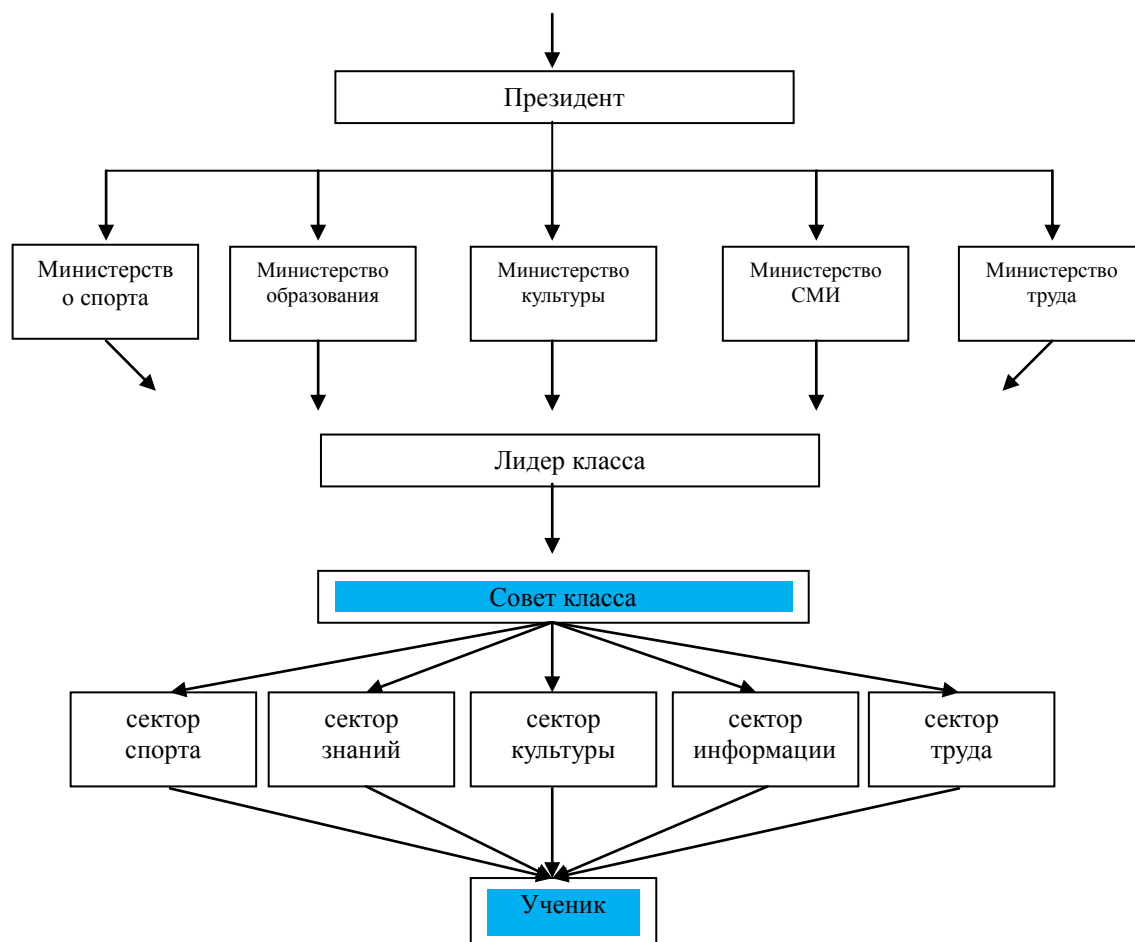 Президент
Министерств
о спорта
Министерство
образования
Министерство
культуры
Министерство
СМИ
Министерство
труда
Лидер класса
Совет класса
сектор
спорта
сектор
знаний
сектор
культуры
сектор
информации
сектор
труда
Ученик